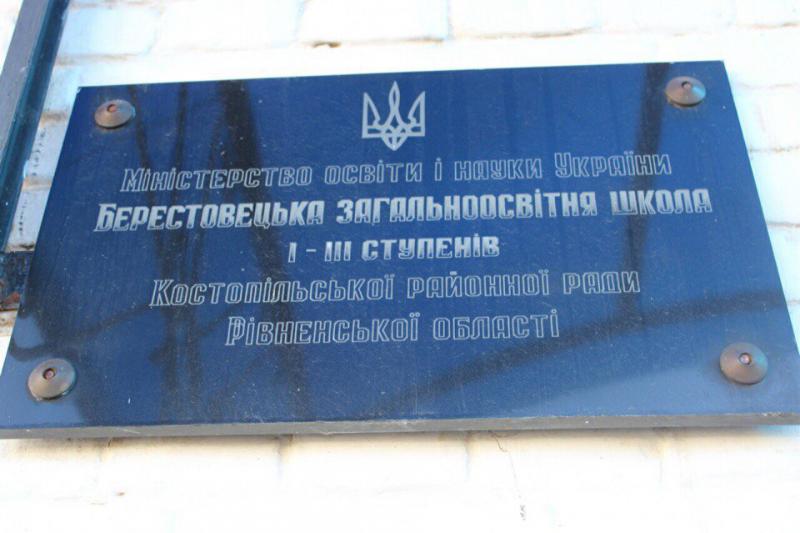 Міністерство освіти і науки України
Берестовецька загальноосвітня школа
І - ІІІ ступенів
Костопільської районної ради
Рівненської області